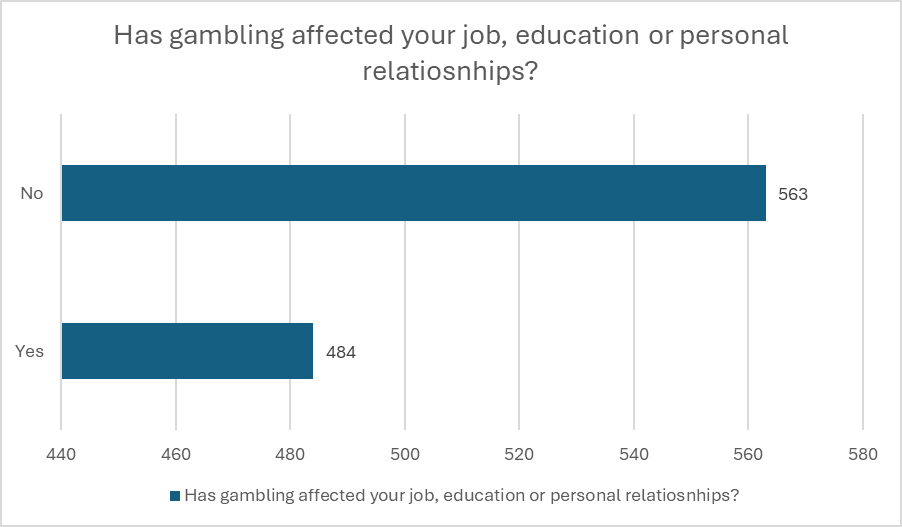 Has gambling affected your job, education or personal
relatiosnhips?
No
563
Yes
484
440 460 480 500 520 540 560 580
Has gambling affected your job, education or personal relatiosnhips?